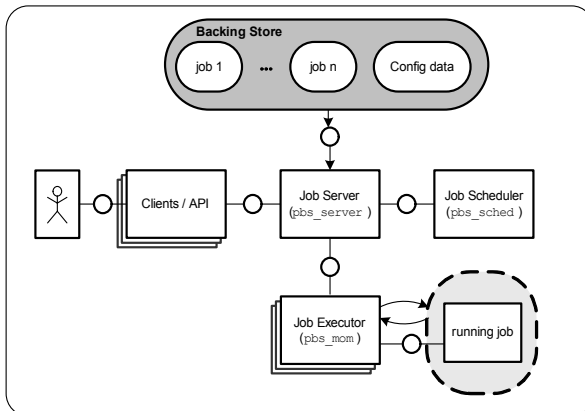 Backing Store
job 1
...
job n
Config data
Clients / API
Job Server
(pbs_server )
Job Scheduler
(pbs_sched )
Job Executor
(pbs_mom )
running job